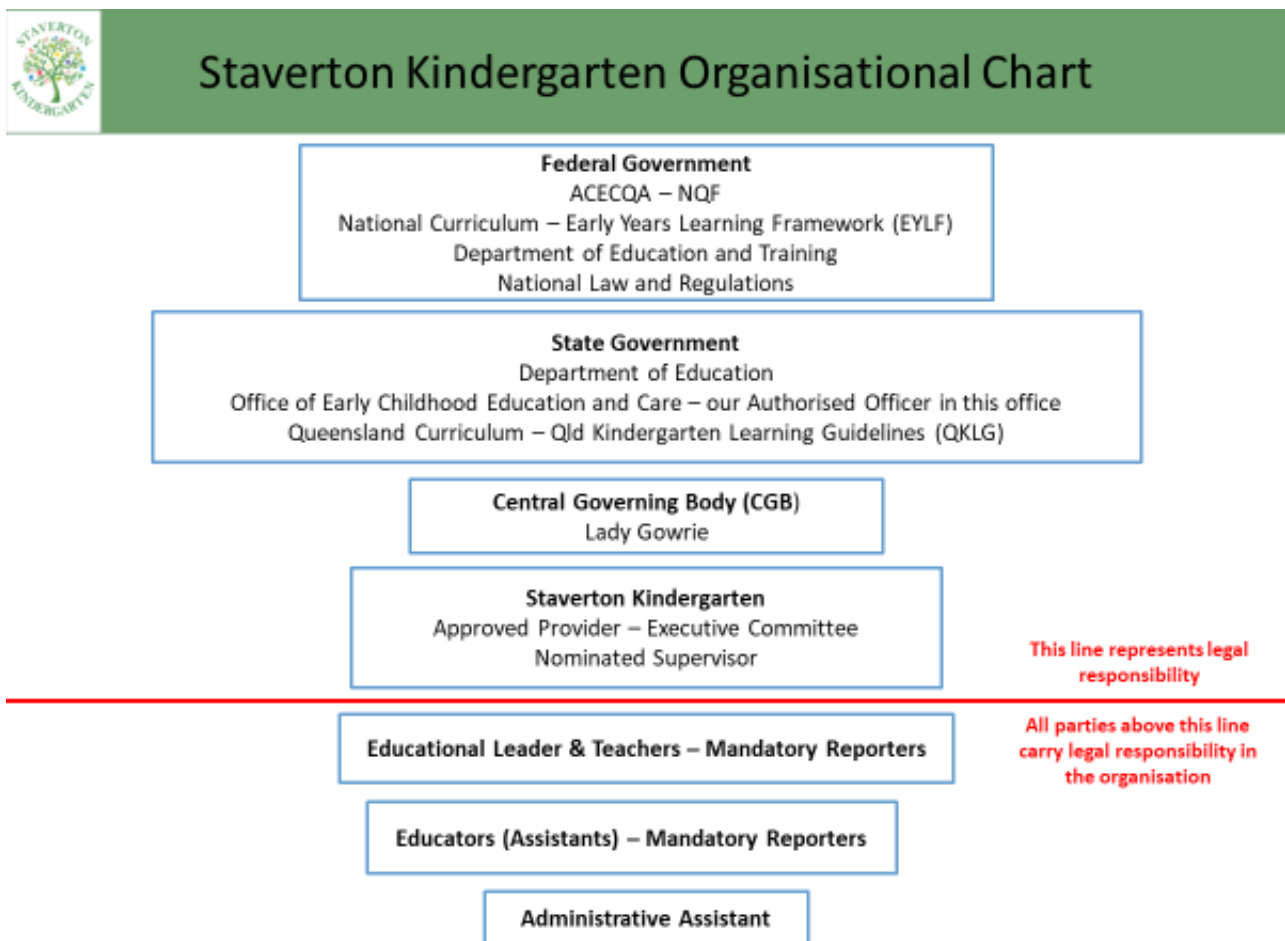 STAVERTON
KINDERGARTEN
Staverton Kindergarten Organisational Chart
Federal Government
ACECQA – NQF
National Curriculum – Early Years Learning Framework (EYLF)
Department of Education and Training
National Law and Regulations
State Government
Department of Education
Office of Early Childhood Education and Care – our Authorised Officer in this office
Queensland Curriculum – Qld Kindergarten Learning Guidelines (QKLG)
Central Governing Body (CGB)
Lady Gowrie
Staverton Kindergarten
Approved Provider – Executive Committee
Nominated Supervisor
This line represents legal
responsibility
All parties above this line
carry legal responsibility in
the organisation
Educational Leader & Teachers – Mandatory Reporters
Educators (Assistants) – Mandatory Reporters
Administrative Assistant